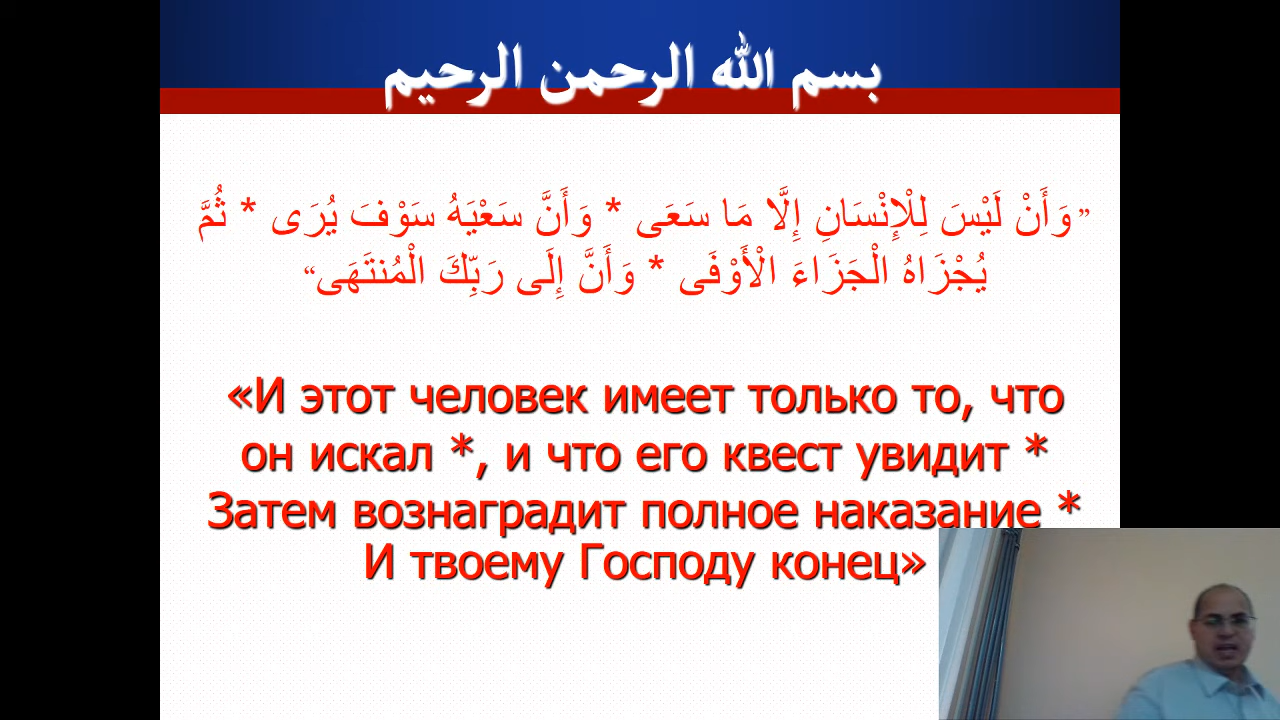 بسم الله الرحمن الرحيم
” وَأَنْ لَيْسَ لِلْإِنْسَانِ إِلَّا مَا سَعَى * وَأَنَّ سَعْيَهُ سَوْفَ يُرَى * ثُمَّ
يُجْزَاهُ الْجَزَاءَ الْأَوْفَى * وَأَنَّ إِلَى رَبِّكَ الْمُنتَهَى“
«И этот человек имеет только то, что
он искал *, и что его квест увидит *
Затем вознаградит полное наказание *
И твоему Господу конец»